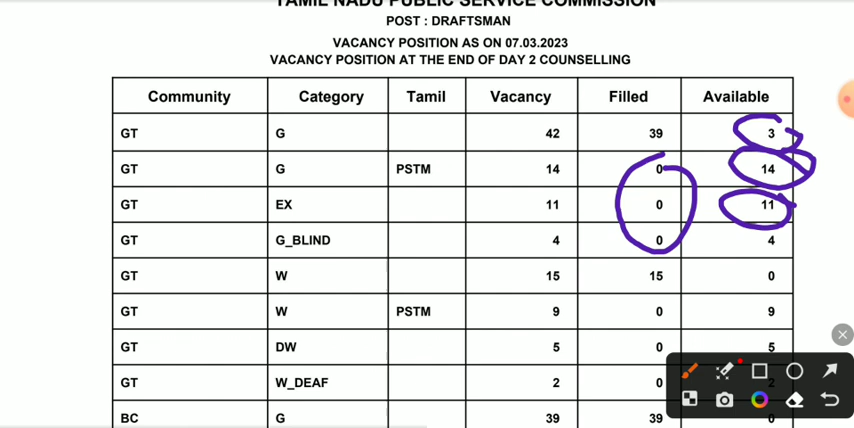 TAMIL NADU PUBLIC SERVICE COMMISSION
POST : DRAFTSMAN
VACANCY POSITION AS ON 07.03.2023
VACANCY POSITION AT THE END OF DAY 2 COUNSELLING
Community Category Tamil Vacancy Filled Available
GT G 42 39 3
GT G PSTM 14 0 14
GT EX 11 0 11
GT G_BLIND 4 0 4
GT W 15 15 0
GT W PSTM 9 0 9
GT DW 5 0 5
GT W_DEAF 2 0 2
BC G 39 39 0